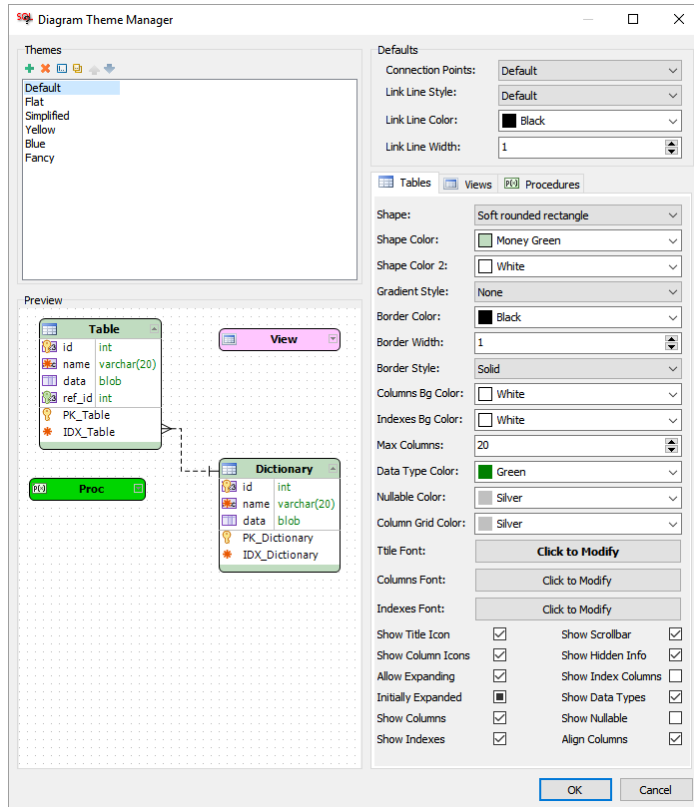 Diagram Theme Manager
Themes
Default
Flat
Simplified
Yellow
Blue
Fancy
Preview
Table
id int
name varchar(20)
data blob
ref_id int
PK_Table
IDX_Table
View
P(x) Proc
Dictionary
id int
name varchar(20)
data blob
PK_Dictionary
IDX_Dictionary
Defaults
Connection Points: Default
Link Line Style: Default
Link Line Color: Black
Link Line Width: 1
Tables Views Procedures
Shape: Soft rounded rectangle
Shape Color: Money Green
Shape Color 2: White
Gradient Style: None
Border Color: Black
Border Width: 1
Border Style: Solid
Columns Bg Color: White
Indexes Bg Color: White
Max Columns: 20
Data Type Color: Green
Nullable Color: Silver
Column Grid Color: Silver
Ttile Font: Click to Modify
Columns Font: Click to Modify
Indexes Font: Click to Modify
Show Title Icon Show Scrollbar
Show Column Icons Show Hidden Info
Allow Expanding Show Index Columns
Initially Expanded Show Data Types
Show Columns Show Nullable
Show Indexes Align Columns
OK Cancel